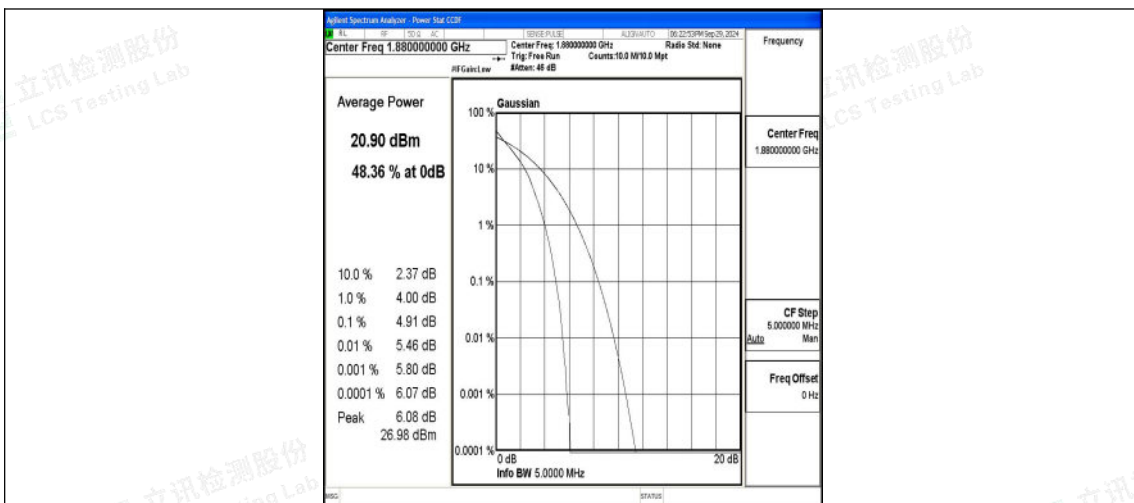 Agilent Spectrum Analyzer - Power Stat CCDF
RL RF 50 Ω AC SENSE:PULSE ALIGN AUTO 06:22:53PM Sep 29, 2024
Center Freq 1.880000000 GHz
Center Freq: 1.880000000 GHz Radio Std: None
Trig: Free Run Counts:10.0 M/10.0 Mpt
#IFGain:Low #Atten: 46 dB
Frequency
Average Power
20.90 dBm
48.36 % at 0dB
10.0 % 2.37 dB
1.0 % 4.00 dB
0.1 % 4.91 dB
0.01 % 5.46 dB
0.001 % 5.80 dB
0.0001 % 6.07 dB
Peak 6.08 dB
26.98 dBm
Gaussian
100 %
10 %
1 %
0.1 %
0.01 %
0.001 %
0.0001 %
0 dB 20 dB
Info BW 5.0000 MHz
Center Freq
1.880000000 GHz
CF Step
5.000000 MHz
Auto Man
Freq Offset
0 Hz
MSG STATUS
立讯检测股份
LCS Testing Lab
立讯检测股份
LCS Testing Lab
立讯检测股份